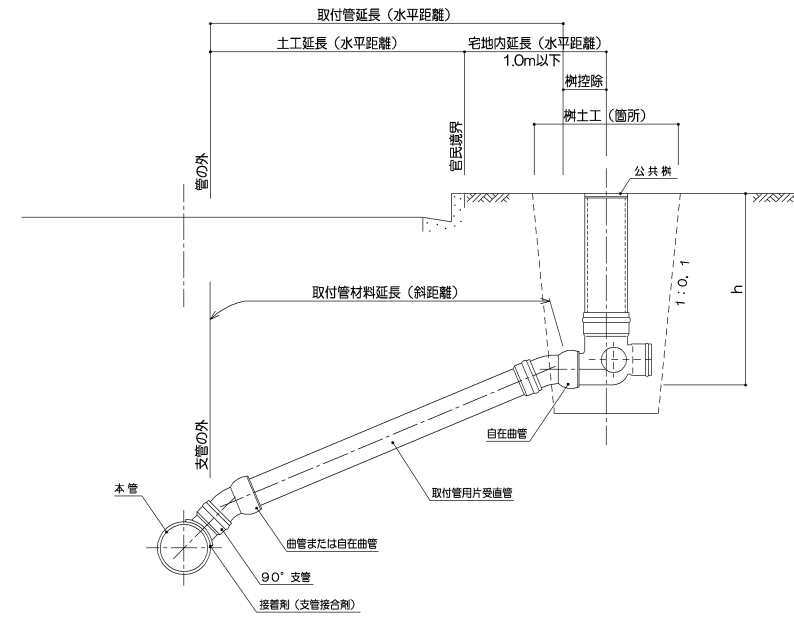 取付管延長（水平距離）
土工延長（水平距離）
宅地内延長（水平距離）
1.0m以下
桝控除
桝土工（箇所）
官民境界
管の外
公共桝
取付管材料延長（斜距離）
1：0.1
h
支管の外
自在曲管
本管
取付管用片受直管
曲管または自在曲管
90°支管
接着剤（支管接合剤）